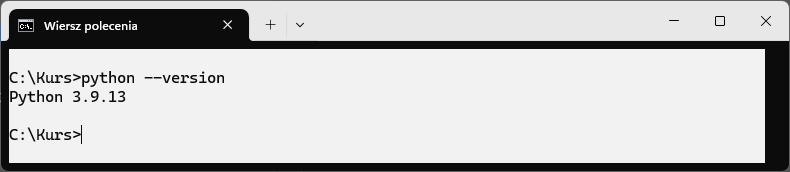 Wiersz polecenia
C:\Kurs>python --version
Python 3.9.13
C:\Kurs>